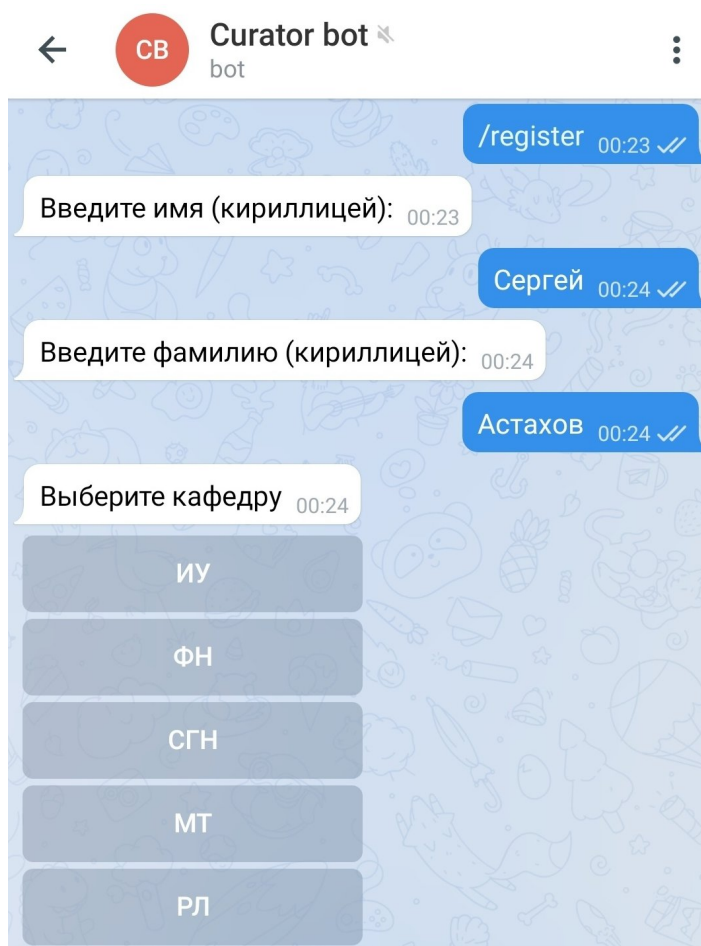 CB
Curator bot
bot
/register 00:23
Введите имя (кириллицей): 00:23
Сергей 00:24
Введите фамилию (кириллицей): 00:24
Астахов 00:24
Выберите кафедру 00:24
ИУ
ФН
СГН
МТ
РЛ